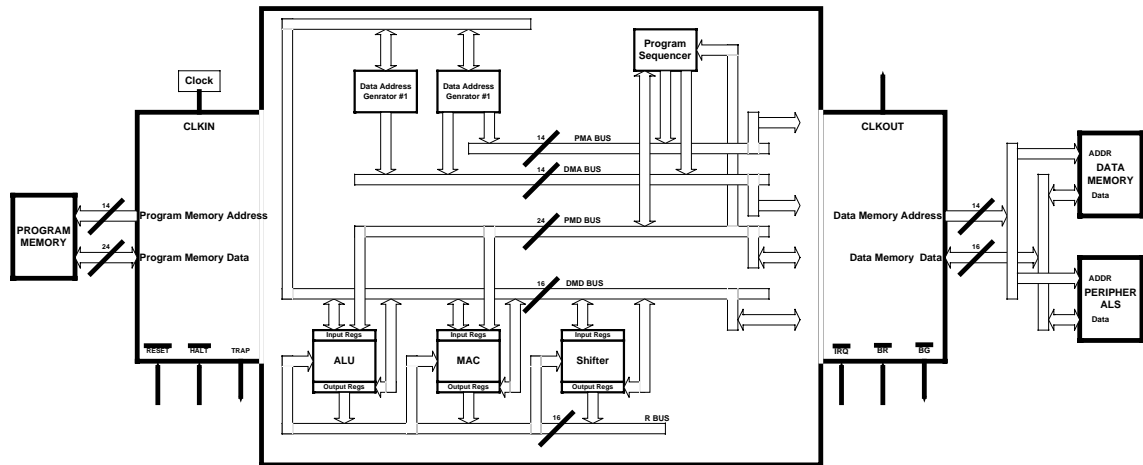 Clock
CLKIN
PROGRAM
MEMORY
14
24
Program Memory Address
Program Memory Data
RESET
HALT
TRAP
Data Address
Genrator #1
Data Address
Genrator #1
Program
Sequencer
14
PMA BUS
14
DMA BUS
24
PMD BUS
16
DMD BUS
Input Regs
ALU
Output Regs
Input Regs
MAC
Output Regs
Input Regs
Shifter
Output Regs
16
R BUS
CLKOUT
Data Memory Address
Data Memory Data
14
16
IRQ
BR
BG
ADDR
DATA
MEMORY
Data
ADDR
PERIPHER
ALS
Data